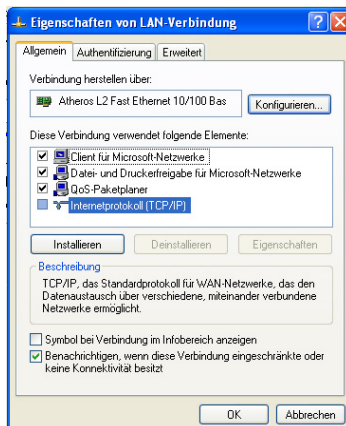 Eigenschaften von LAN-Verbindung
Allgemein Authentifizierung Erweitert
Verbindung herstellen über:
Atheros L2 Fast Ethernet 10/100 Bas
Konfigurieren...
Diese Verbindung verwendet folgende Elemente:
Client für Microsoft-Netzwerke
Datei- und Druckerfreigabe für Microsoft-Netzwerke
QoS-Paketplaner
Internetprotokoll (TCP/IP)
Installieren Deinstallieren Eigenschaften
Beschreibung
TCP/IP, das Standardprotokoll für WAN-Netzwerke, das den
Datenaustausch über verschiedene, miteinander verbundene
Netzwerke ermöglicht.
Symbol bei Verbindung im Infobereich anzeigen
Benachrichtigen, wenn diese Verbindung eingeschränkte oder
keine Konnektivität besitzt
OK Abbrechen